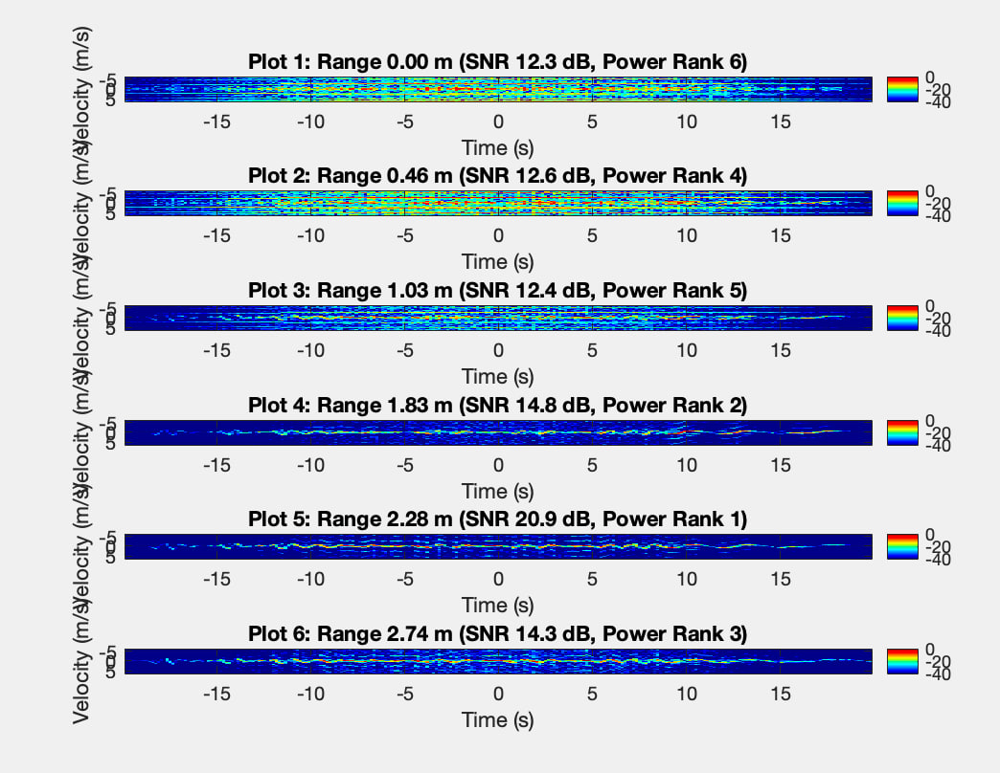 Plot 1: Range 0.00 m (SNR 12.3 dB, Power Rank 6)
Velocity (m/s)
-5
0
5
-15 -10 -5 0 5 10 15
Time (s)
0
-20
-40
Plot 2: Range 0.46 m (SNR 12.6 dB, Power Rank 4)
Velocity (m/s)
-5
0
5
-15 -10 -5 0 5 10 15
Time (s)
0
-20
-40
Plot 3: Range 1.03 m (SNR 12.4 dB, Power Rank 5)
Velocity (m/s)
-5
0
5
-15 -10 -5 0 5 10 15
Time (s)
0
-20
-40
Plot 4: Range 1.83 m (SNR 14.8 dB, Power Rank 2)
Velocity (m/s)
-5
0
5
-15 -10 -5 0 5 10 15
Time (s)
0
-20
-40
Plot 5: Range 2.28 m (SNR 20.9 dB, Power Rank 1)
Velocity (m/s)
-5
0
5
-15 -10 -5 0 5 10 15
Time (s)
0
-20
-40
Plot 6: Range 2.74 m (SNR 14.3 dB, Power Rank 3)
Velocity (m/s)
-5
0
5
-15 -10 -5 0 5 10 15
Time (s)
0
-20
-40